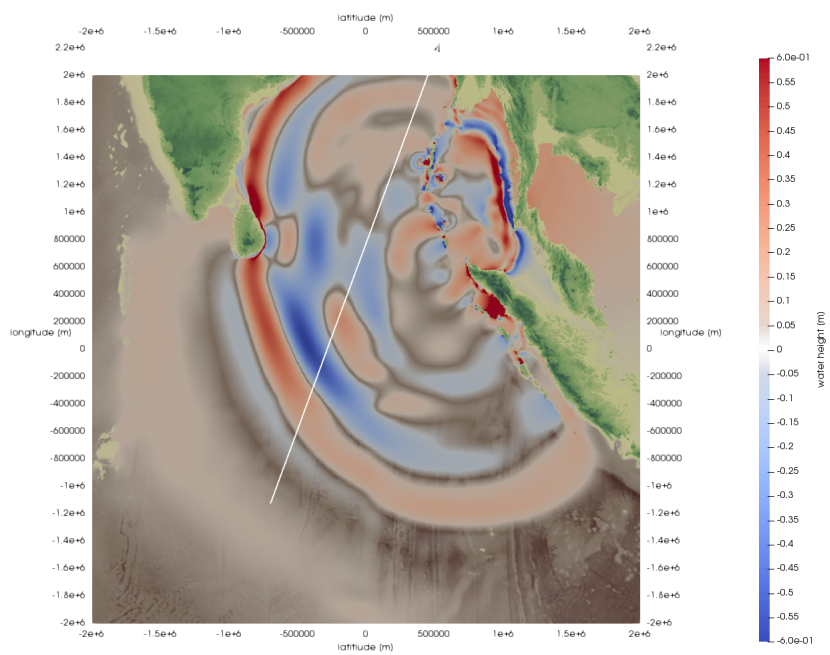 latitude (m)
-2e+6 -1.5e+6 -1e+6 -500000 0 500000 1e+6 1.5e+6 2e+6
2.2e+6 2.2e+6
2e+6 2e+6
1.8e+6 1.8e+6
1.6e+6 1.6e+6
1.4e+6 1.4e+6
1.2e+6 1.2e+6
1e+6 1e+6
800000 800000
600000 600000
400000 400000
200000 200000
longitude (m) longitude (m)
0 0
-200000 -200000
-400000 -400000
-600000 -600000
-800000 -800000
-1e+6 -1e+6
-1.2e+6 -1.2e+6
-1.4e+6 -1.4e+6
-1.6e+6 -1.6e+6
-1.8e+6 -1.8e+6
-2e+6 -2e+6
-2e+6 -1.5e+6 -1e+6 -500000 0 500000 1e+6 1.5e+6 2e+6
latitude (m)
6.0e-01
0.55
0.5
0.45
0.4
0.35
0.3
0.25
0.2
0.15
0.1
0.05
0
-0.05
-0.1
-0.15
-0.2
-0.25
-0.3
-0.35
-0.4
-0.45
-0.5
-0.55
-6.0e-01
water height (m)